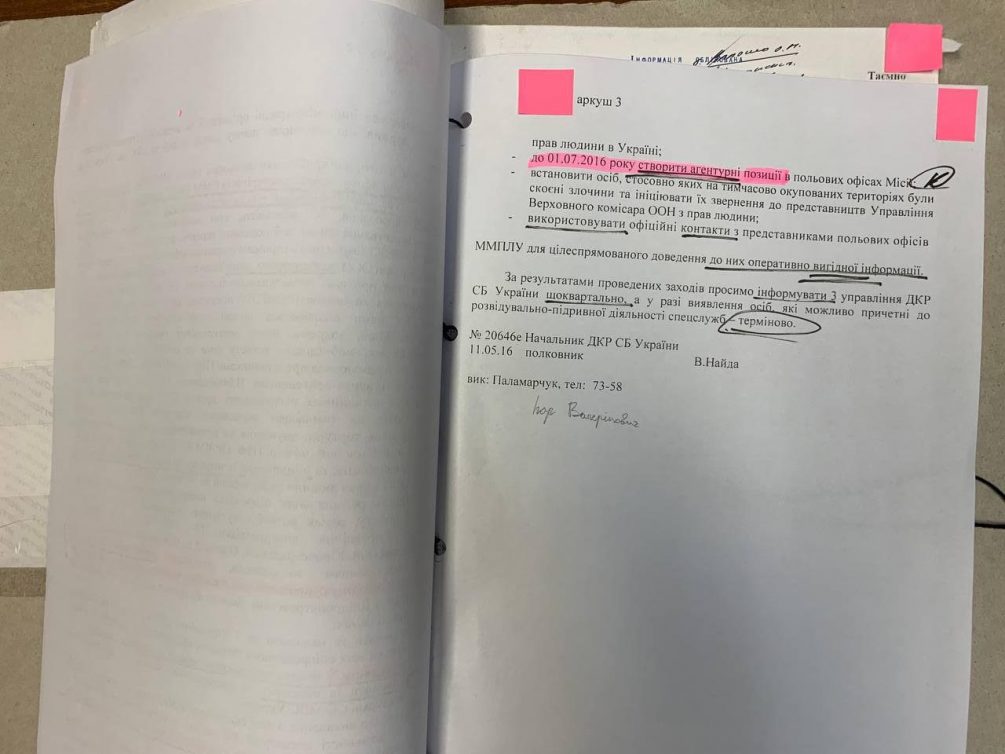 Інформація
Таємно
аркуш 3
прав людини в Україні;
- до 01.07.2016 року створити агентурні позиції в польових офісах Місії;
- встановити осіб, стосовно яких на тимчасово окупованих територіях були
скоєні злочини та ініціювати їх звернення до представництв Управління
Верховного комісара ООН з прав людини;
- використовувати офіційні контакти з представниками польових офісів
ММПЛУ для цілеспрямованого доведення до них оперативно вигідної інформації.
За результатами проведених заходів просимо інформувати 3 управління ДКР
СБ України щоквартально, а у разі виявлення осіб, які можливо причетні до
розвідувально-підривної діяльності спецслужб – терміново.
№ 20646е Начальник ДКР СБ України
11.05.16 полковник
В.Найда
вик: Паламарчук, тел: 73-58
Ігор Валерійович